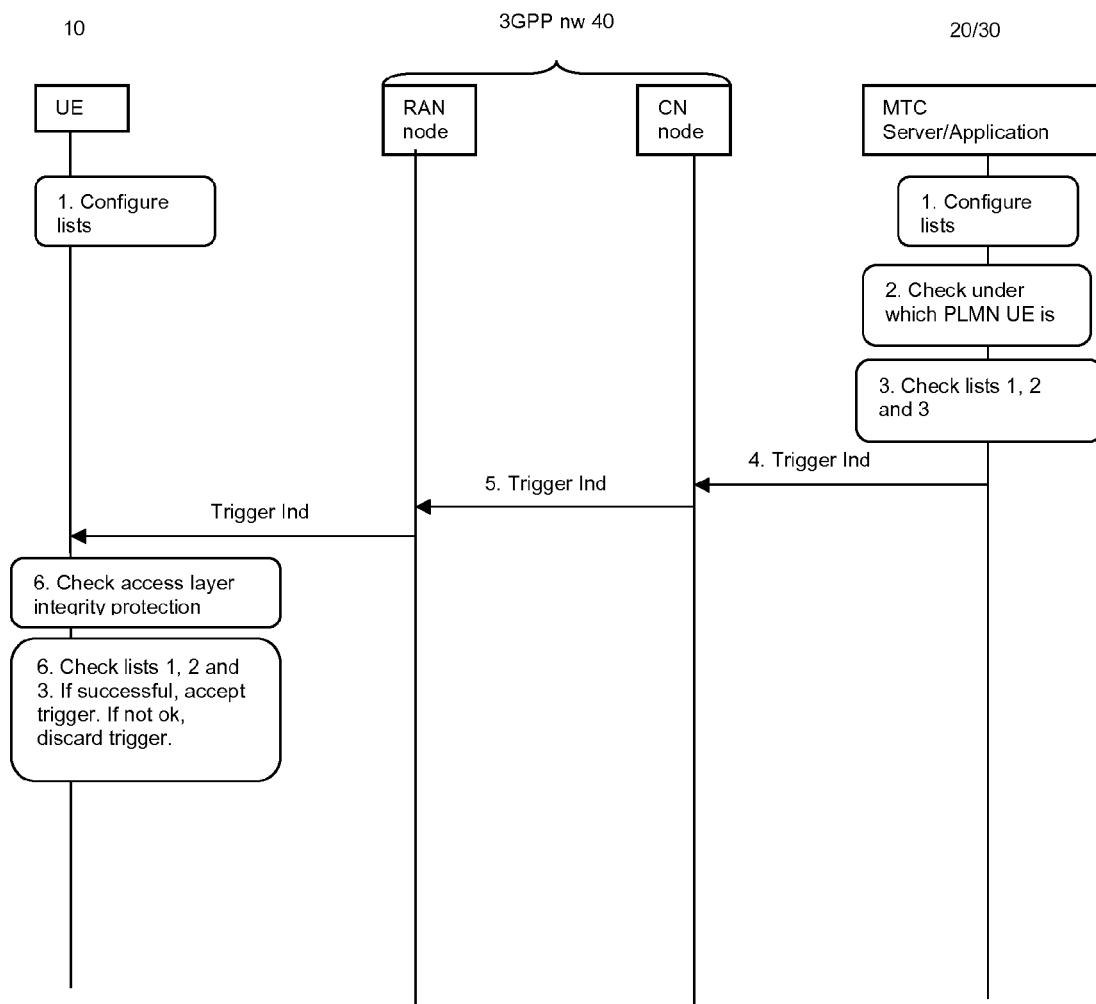 10
3GPP nw 40
20/30
UE
RAN
node
CN
node
MTC
Server/Application
1. Configure
lists
1. Configure
lists
2. Check under
which PLMN UE is
3. Check lists 1, 2
and 3
4. Trigger Ind
5. Trigger Ind
Trigger Ind
6. Check access layer
integrity protection
6. Check lists 1, 2 and
3. If successful, accept
trigger. If not ok,
discard trigger.